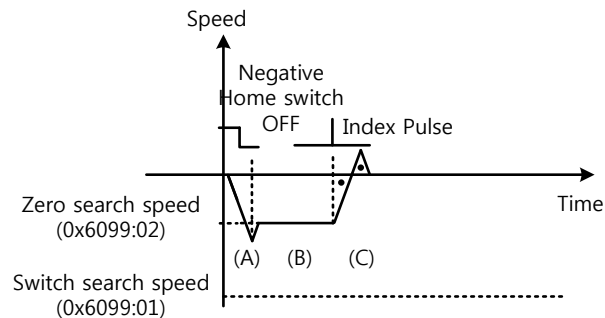 Speed
Negative
Home switch
OFF
Index Pulse
Time
Zero search speed
(0x6099:02)
(A)
(B)
(C)
Switch search speed
(0x6099:01)